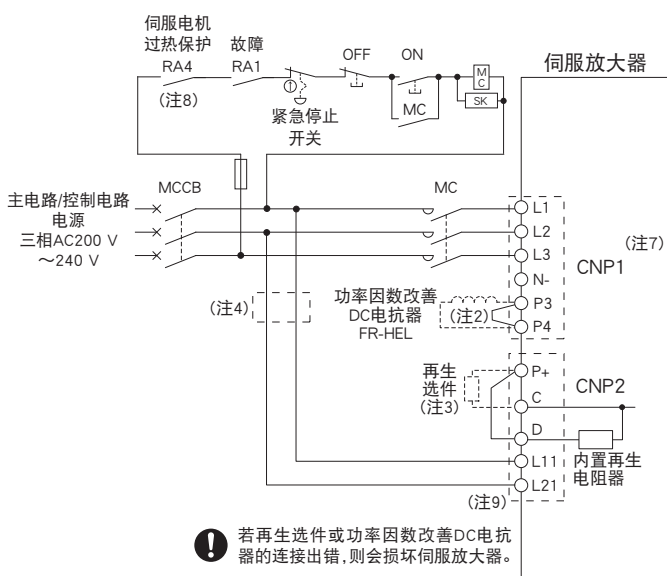 伺服电机
过热保护
RA4
(注8)
故障
RA1
①
紧急停止
开关
OFF
ON
MC
M
C
SK
伺服放大器
主电路/控制电路
电源
三相AC200 V
～240 V
MCCB
MC
L1
L2
L3
N-
P3
P4
CNP1
(注7)
(注4)
功率因数改善
DC电抗器
FR-HEL
(注2)
再生
选件
(注3)
P+
C
D
L11
L21
CNP2
内置再生
电阻器
(注9)
若再生选件或功率因数改善DC电抗
器的连接出错,则会损坏伺服放大器。